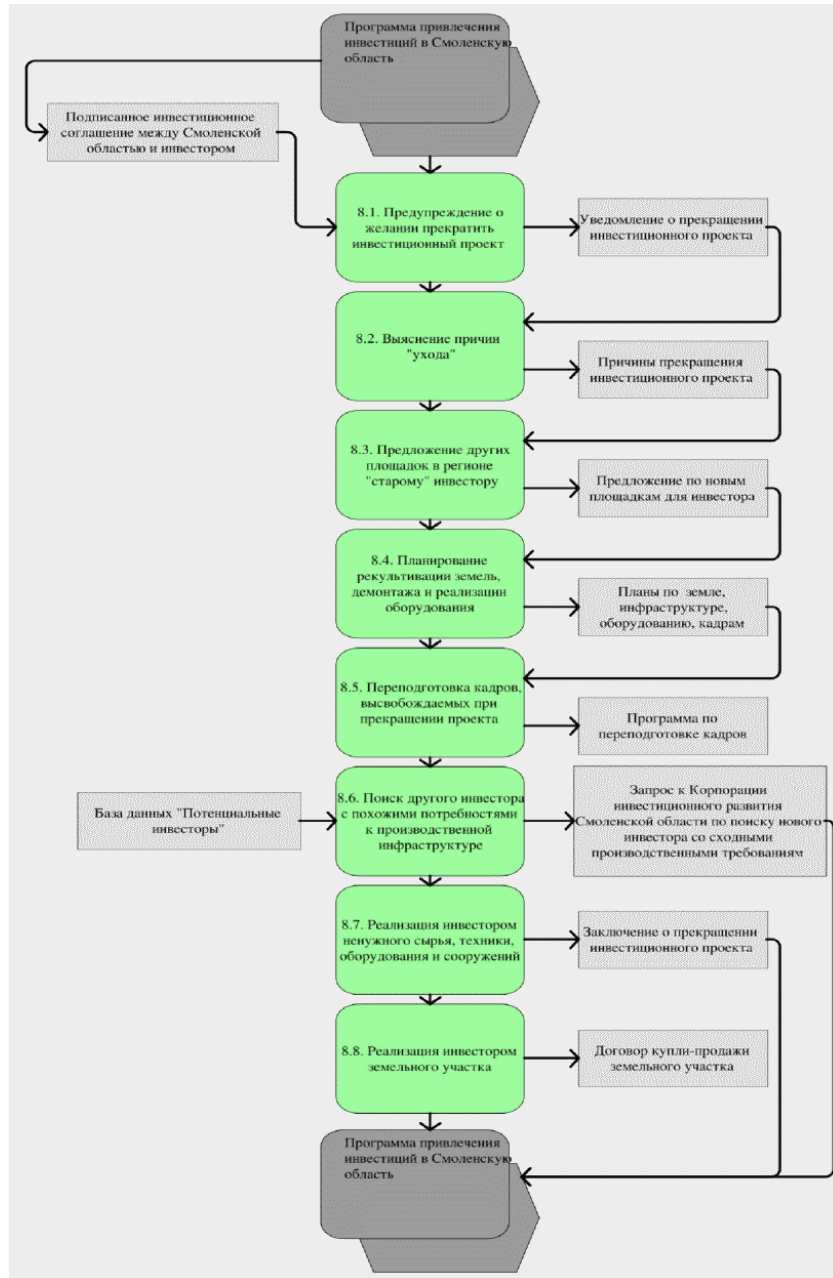 Программа привлечения
инвестиций в Смоленскую
область
Подписанное инвестиционное
соглашение между Смоленской
областью и инвестором
8.1. Предупреждение о
желании прекратить
инвестиционный проект
Уведомление о прекращении
инвестиционного проекта
8.2. Выяснение причин
"ухода"
Причины прекращения
инвестиционного проекта
8.3. Предложение других
площадок в регионе
"старому" инвестору
Предложение по новым
площадкам для инвестора
8.4. Планирование
рекультивации земель,
демонтажа и реализации
оборудования
Планы по земле,
инфраструктуре,
оборудованию, кадрам
8.5. Переподготовка кадров,
высвобождаемых при
прекращении проекта
Программа по
переподготовке кадров
База данных "Потенциальные
инвесторы"
8.6. Поиск другого инвестора
с похожими потребностями
к производственной
инфраструктуре
Запрос к Корпорации
инвестиционного развития
Смоленской области по поиску нового
инвестора со сходными
производственными требованиям
8.7. Реализация инвестором
ненужного сырья, техники,
оборудования и сооружений
Заключение о прекращении
инвестиционного проекта
8.8. Реализация инвестором
земельного участка
Договор купли-продажи
земельного участка
Программа привлечения
инвестиций в Смоленскую
область